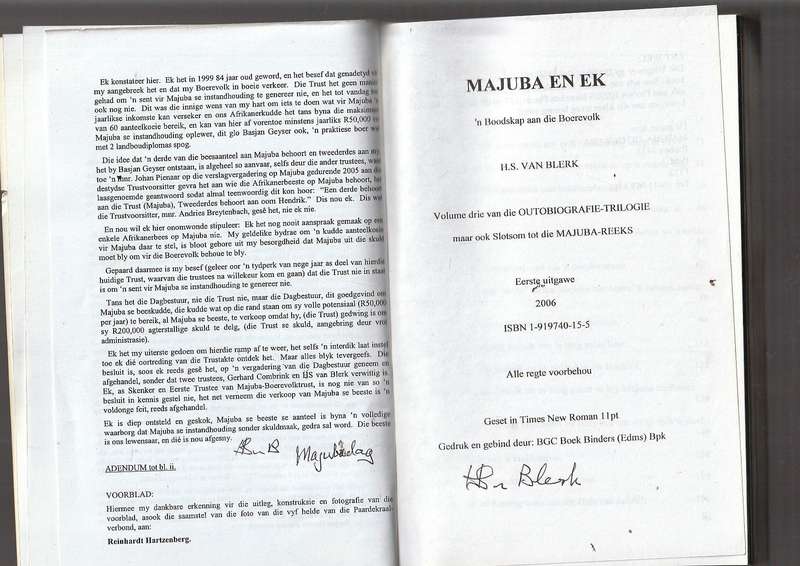 Ek konstateer hier. Ek het in 1999 84 jaar oud geword, en het besef dat genadetyd
my aangebreek het en dat my Boerevolk in boeie verkeer. Die Trust het geen
gehad om 'n sent vir Majuba se instandhouding te genereer nie, en het tot vandag
ook nog nie. Dit was die innige wens van my hart om iets te doen wat vir Majuba 'n
jaarlikse inkomste kan verseker en ons Afrikanerkudde het tans byna die
van 60 aanteelkoeie bereik, en kan van hier af vorentoe minstens jaarliks R50,000
Majuba se instandhouding oplewer, dit glo Basjan Geyser ook, 'n praktiese boer
met 2 landboudiplomas spog.
Die idee dat 'n derde van die beesaanteel aan Majuba behoort en tweederdes aan my,
het by Basjan Geyser ontstaan, is algeheel so aanvaar, selfs deur die ander trustees,
toe 'n mnr. Johan Pienaar op die verslagvergadering op Majuba gedurende 2005 aan
destydse Trustvoorsitter gevra het aan wie die Afrikanerbeeste op Majuba behoort,
laasgenoemde geantwoord sodat almal teenwoordig dit kon hoor: "Een derde behoort
aan die Trust (Majuba), Tweederdes behoort aan oom Hendrik." Dis nou ek. Dis
die Trustvoorsitter, mnr. Andries Breytenbach, gesê het, nie ek nie.
En nou wil ek hier onomwonde stipuleer: Ek het nog nooit aanspraak gemaak op een
enkele Afrikanerbees op Majuba nie. My geldelike bydrae om 'n kudde aanteelkoeie
vir Majuba daar te stel, is bloot gebore uit my besorgdheid dat Majuba uit die skuld
moet bly om vir die Boerevolk behoue te bly.
Gepaard daarmee is my besef (geleer oor 'n tydperk van nege jaar as deel van hierdie
huidige Trust, waarvan die trustees na willekeur kom en gaan) dat die Trust nie in staat
is om 'n sent vir Majuba se instandhouding te genereer nie.
Tans het die Dagbestuur, nie die Trust nie, maar die Dagbestuur, dit goedgevind om
Majuba se beeskudde, die kudde wat op die rand staan om sy volle potensiaal (R50,000
per jaar) te bereik, al Majuba se beeste, te verkoop omdat hy, (die Trust) gedwing is om
sy R200,000 agterstallige skuld te delg, (die Trust se skuld, aangebring deur vrot
administrasie).
Ek het my uiterste gedoen om hierdie ramp af te weer, het selfs 'n interdik laat instel
toe ek dié oortreding van die Trustakte ontdek het. Maar alles blyk tevergeefs. Die
besluit is, soos ek reeds gesê het, op 'n vergadering van die Dagbestuur geneem en
afgehandel, sonder dat twee trustees, Gerhard Combrink en HS van Blerk verwittig is.
Ek, as Skenker en Eerste Trustee van Majuba-Boerevolktrust, is nog nie van so 'n
besluit in kennis gestel nie, het net verneem die verkoop van Majuba se beeste is 'n
voldonge feit, reeds afgehandel.
Ek is diep ontsteld en geskok, Majuba se beeste se aanteel is byna 'n volledige
waarborg dat Majuba se instandhouding sonder skuldmaak, gedra sal word. Die beeste
is ons lewensaar, en dié is nou afgesny.
HSvn B Majubadag
ADENDUM tot bl. ii.
VOORBLAD:
Hiermee my dankbare erkenning vir die uitleg, konstruksie en fotografie van die
voorblad, asook die saamstel van die foto van die vyf helde van die Paardekraal-
verbond, aan:
Reinhardt Hartzenberg.
MAJUBA EN EK
'n Boodskap aan die Boerevolk
H.S. VAN BLERK
Volume drie van die OUTOBIOGRAFIE-TRILOGIE
maar ook Slotsom tot die MAJUBA-REEKS
Eerste uitgawe
2006
ISBN 1-919740-15-5
Alle regte voorbehou
Geset in Times New Roman 11pt
Gedruk en gebind deur: BGC Boek Binders (Edms) Bpk
HSvn Blerk